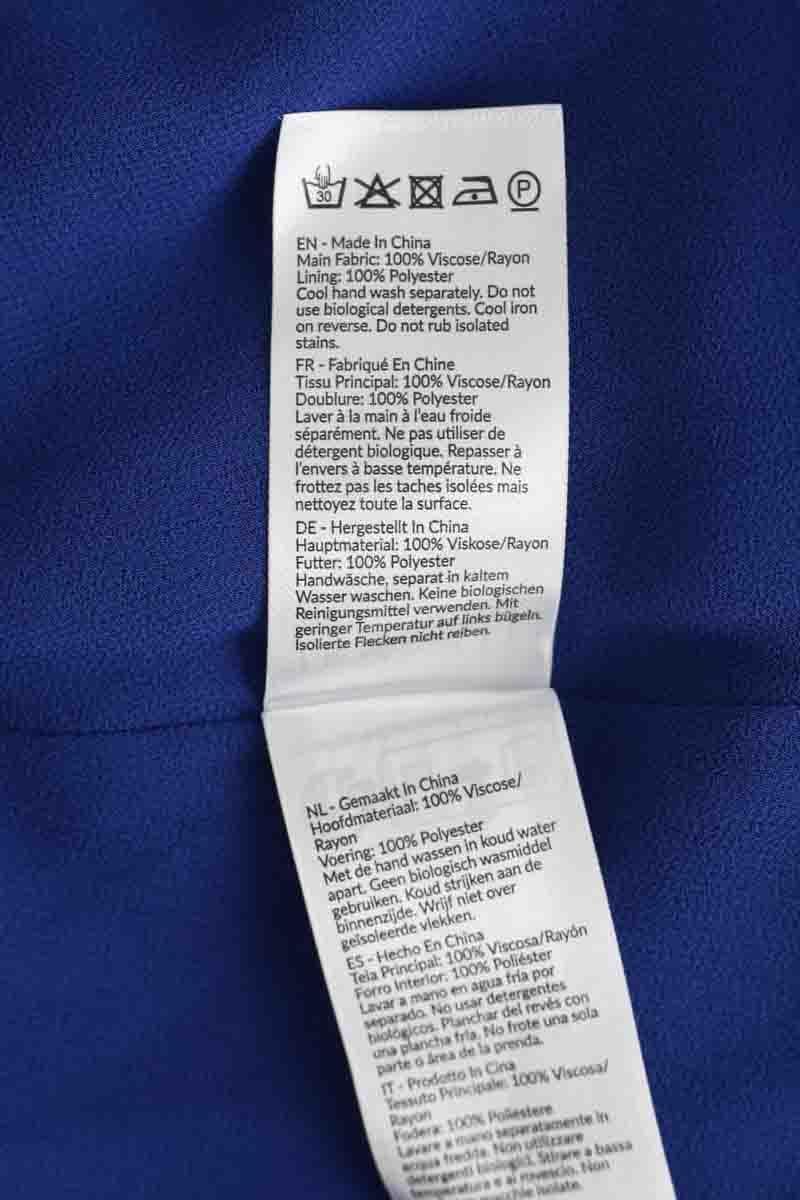 30 P
EN - Made In China
Main Fabric: 100% Viscose/Rayon
Lining: 100% Polyester
Cool hand wash separately. Do not
use biological detergents. Cool iron
on reverse. Do not rub isolated
stains.
FR - Fabriqué En Chine
Tissu Principal: 100% Viscose/Rayon
Doublure: 100% Polyester
Laver à la main à l'eau froide
séparément. Ne pas utiliser de
détergent biologique. Repasser à
l'envers à basse température. Ne
frottez pas les taches isolées mais
nettoyez toute la surface.
DE - Hergestellt In China
Hauptmaterial: 100% Viskose/Rayon
Futter: 100% Polyester
Handwäsche, separat in kaltem
Wasser waschen. Keine biologischen
Reinigungsmittel verwenden. Mit
geringer Temperatur auf links bügeln.
Isolierte Flecken nicht reiben.
NL - Gemaakt In China
Hoofdmateriaal: 100% Viscose/
Rayon
Voering: 100% Polyester
Met de hand wassen in koud water
apart. Geen biologisch wasmiddel
gebruiken. Koud strijken aan de
binnenzijde. Wrijf niet over
geïsoleerde vlekken.
ES - Hecho En China
Tela Principal: 100% Viscosa/Rayón
Forro Interior: 100% Poliéster
Lavar a mano en agua fría por
separado. No usar detergentes
biológicos. Planchar del revés con
una plancha fría. No frote una sola
parte o área de la prenda.
IT - Prodotto In Cina
Tessuto Principale: 100% Viscosa/
Rayon
Fodera: 100% Poliestere
Lavare a mano separatamente in
acqua fredda. Non utilizzare
detergenti biologici. Stirare a bassa
temperatura e al rovescio. Non
isolate.